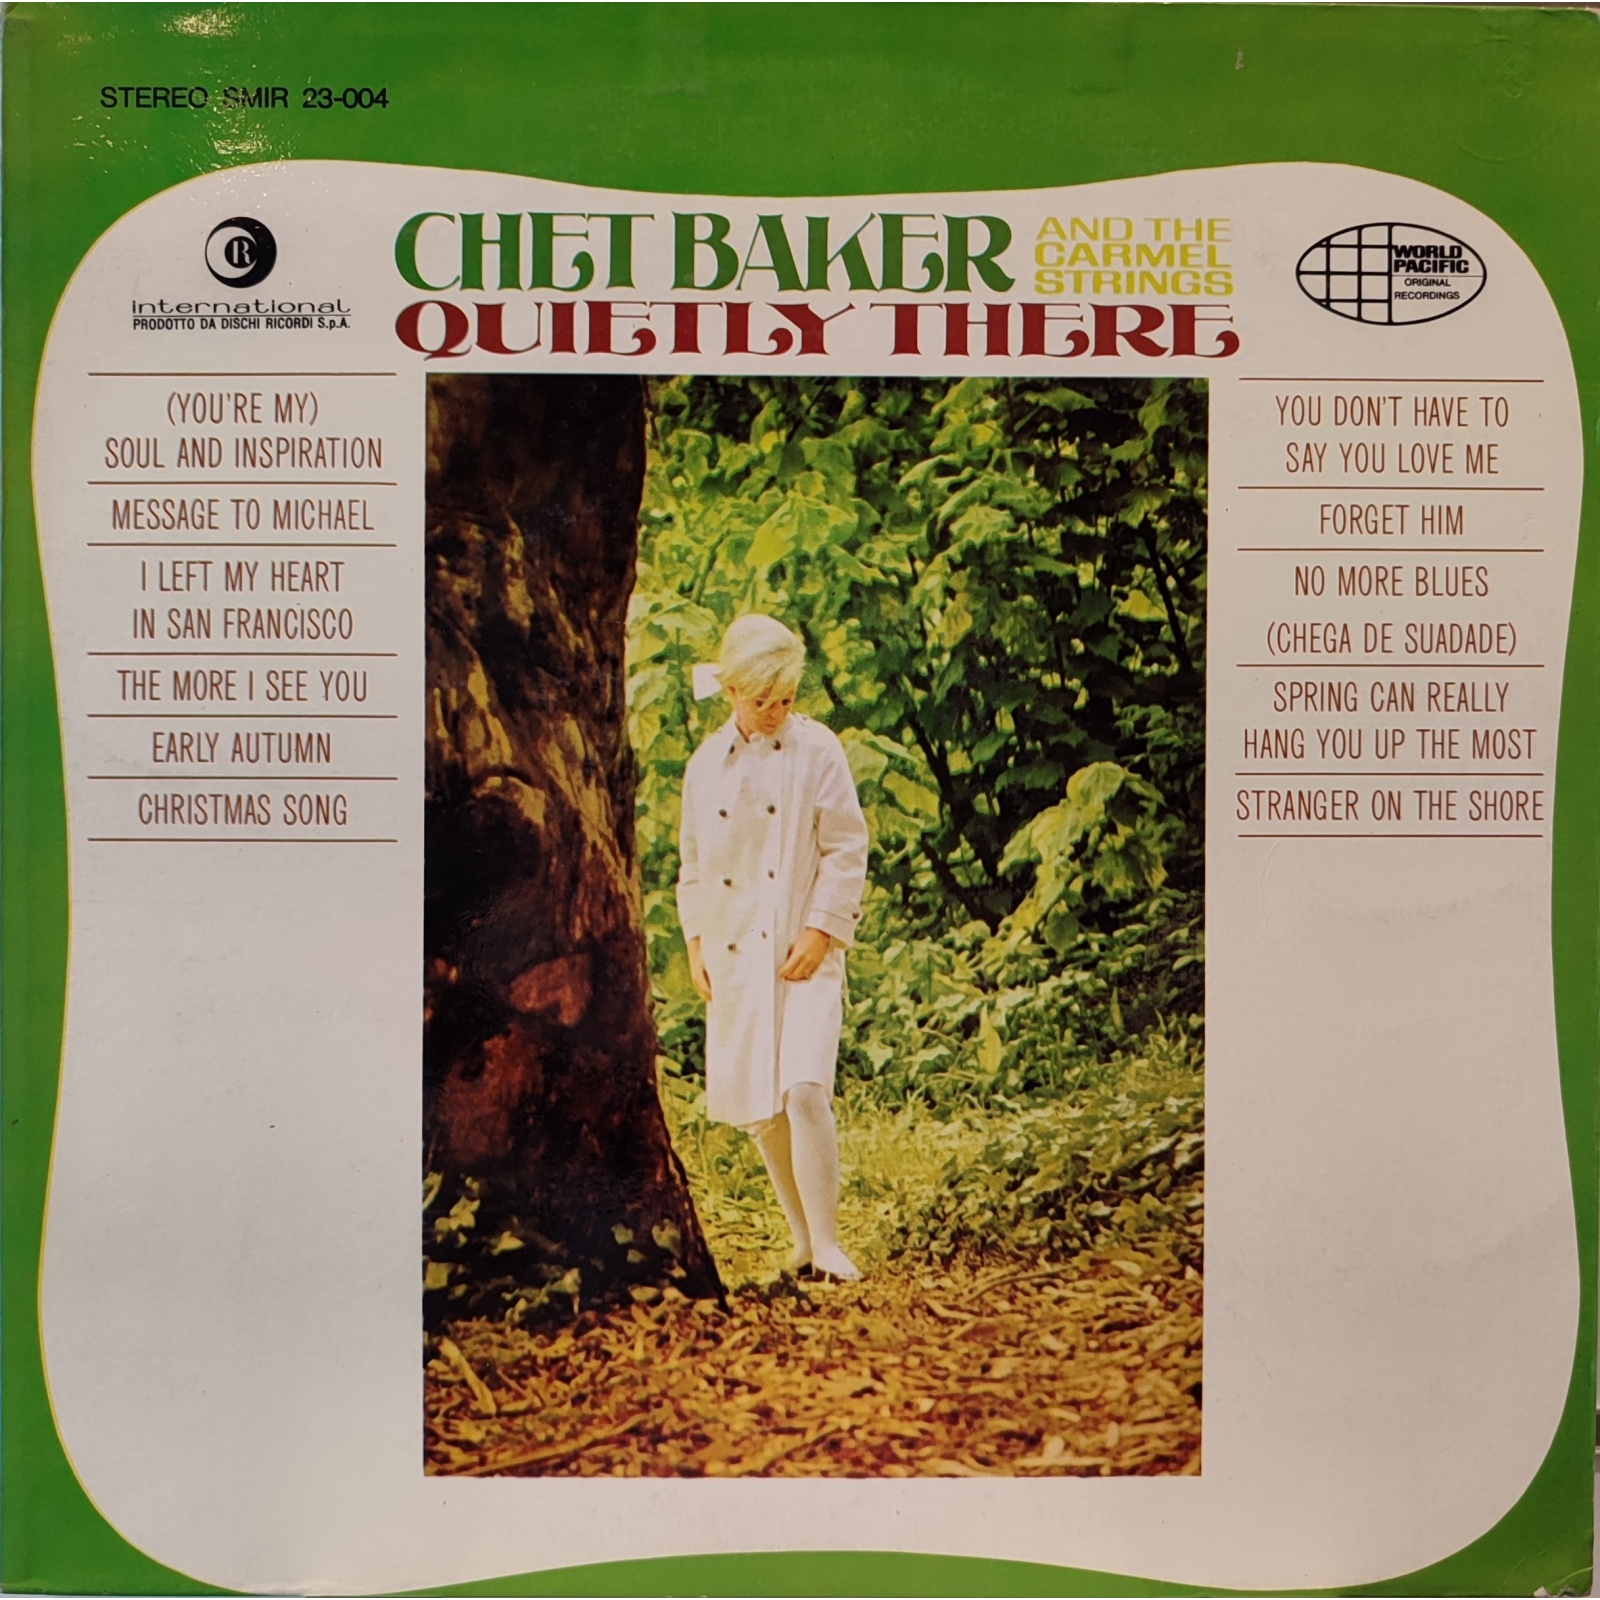 STEREO SMIR 23-004
R
international
PRODOTTO DA DISCHI RICORDI S.p.A.
CHET BAKER
AND THE
CARMEL
STRINGS
QUIETLY THERE
WORLD
PACIFIC
ORIGINAL
RECORDINGS
(YOU'RE MY)
SOUL AND INSPIRATION
MESSAGE TO MICHAEL
I LEFT MY HEART
IN SAN FRANCISCO
THE MORE I SEE YOU
EARLY AUTUMN
CHRISTMAS SONG
YOU DON'T HAVE TO
SAY YOU LOVE ME
FORGET HIM
NO MORE BLUES
(CHEGA DE SUADADE)
SPRING CAN REALLY
HANG YOU UP THE MOST
STRANGER ON THE SHORE